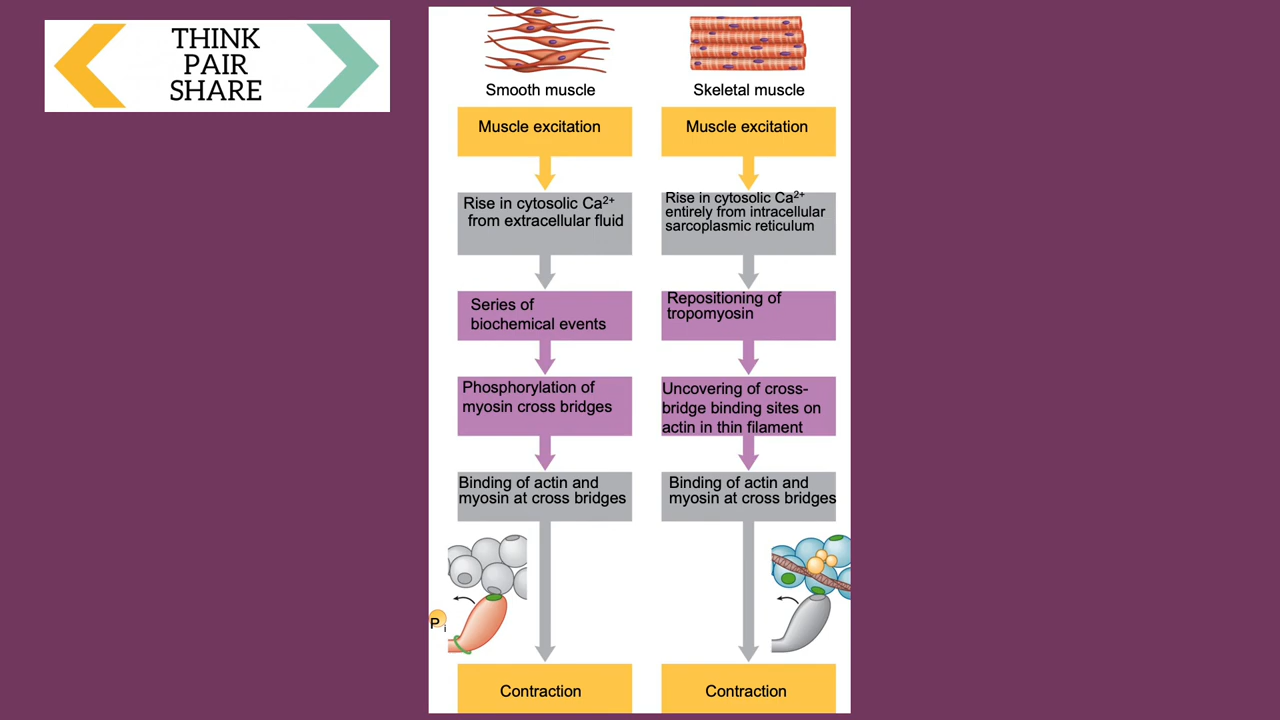 THINK
PAIR
SHARE
Smooth muscle
Muscle excitation
Rise in cytosolic Ca²⁺
from extracellular fluid
Series of
biochemical events
Phosphorylation of
myosin cross bridges
Binding of actin and
myosin at cross bridges
Pi
Contraction
Skeletal muscle
Muscle excitation
Rise in cytosolic Ca²⁺
entirely from intracellular
sarcoplasmic reticulum
Repositioning of
tropomyosin
Uncovering of cross-
bridge binding sites on
actin in thin filament
Binding of actin and
myosin at cross bridges
Contraction